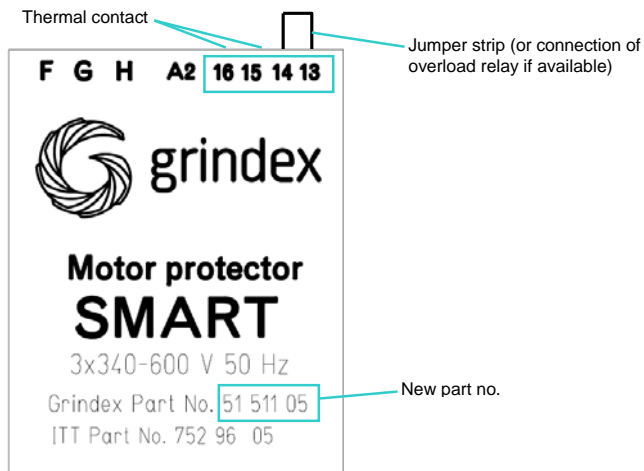 Thermal contact
Jumper strip (or connection of
overload relay if available)
F G H A2 16 15 14 13
grindex
Motor protector
SMART
3x340-600 V 50 Hz
Grindex Part No. 51 511 05
New part no.
ITT Part No. 752 96 05